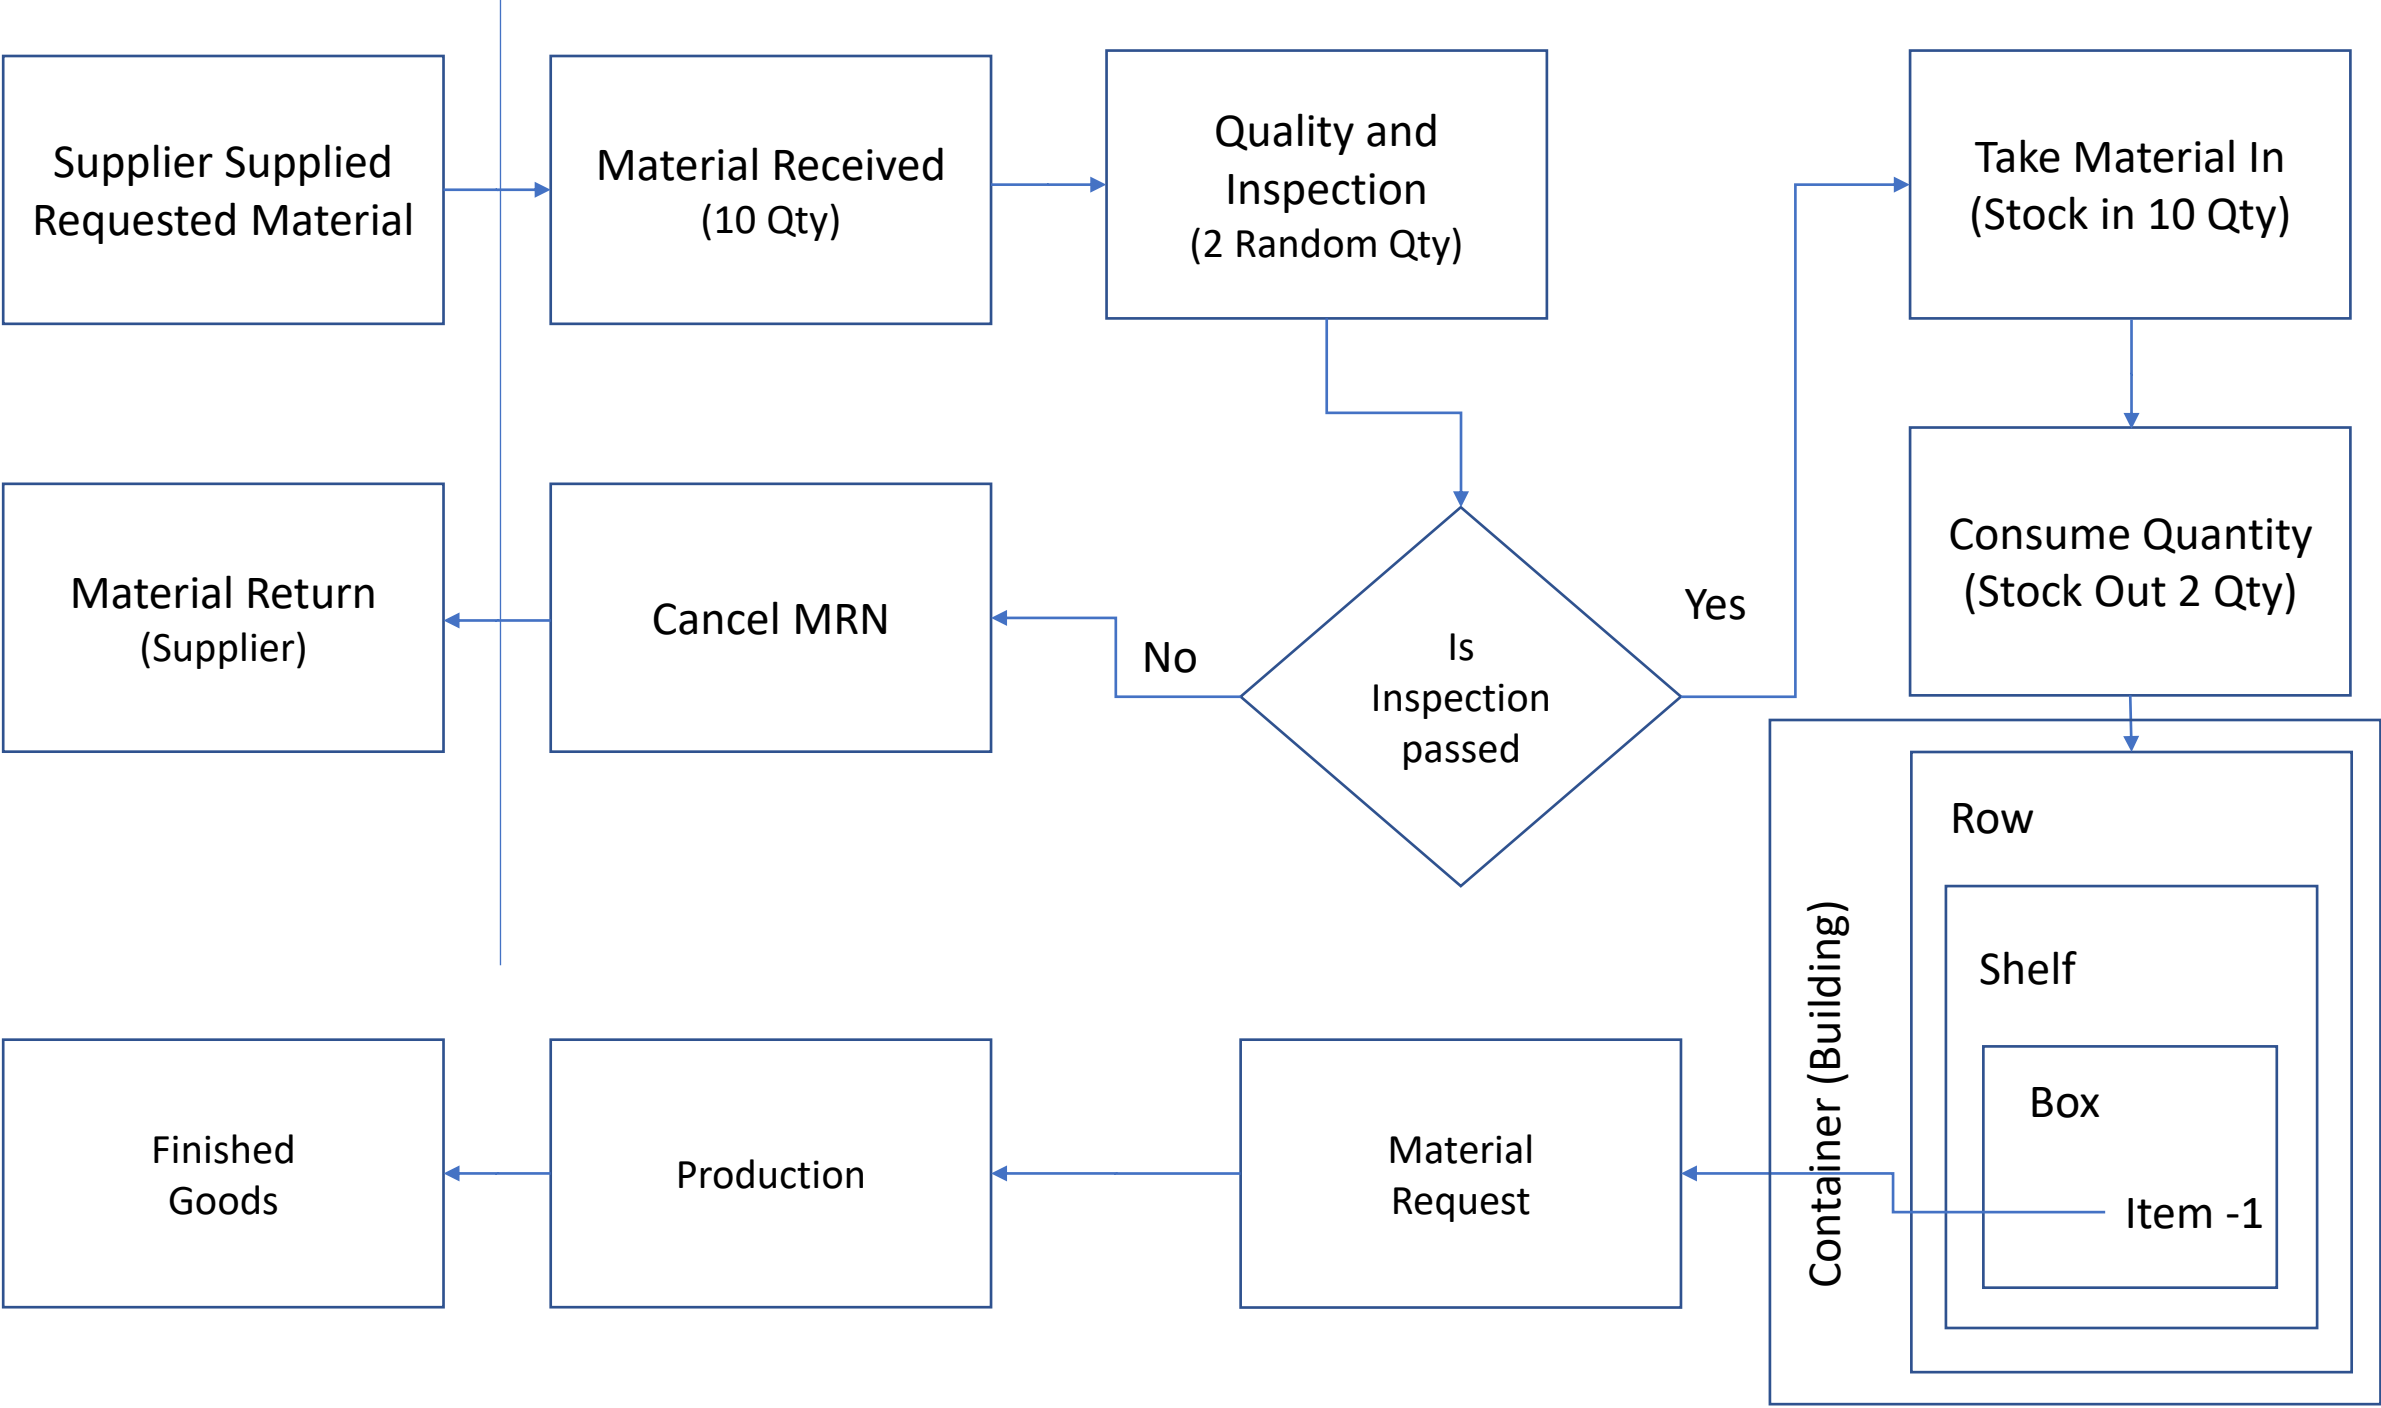 Supplier Supplied
Requested Material
Material Received
(10 Qty)
Quality and
Inspection
(2 Random Qty)
Take Material In
(Stock in 10 Qty)
Material Return
(Supplier)
Cancel MRN
No
Is
Inspection
passed
Yes
Consume Quantity
(Stock Out 2 Qty)
Container (Building)
Row
Shelf
Box
Item -1
Finished
Goods
Production
Material
Request